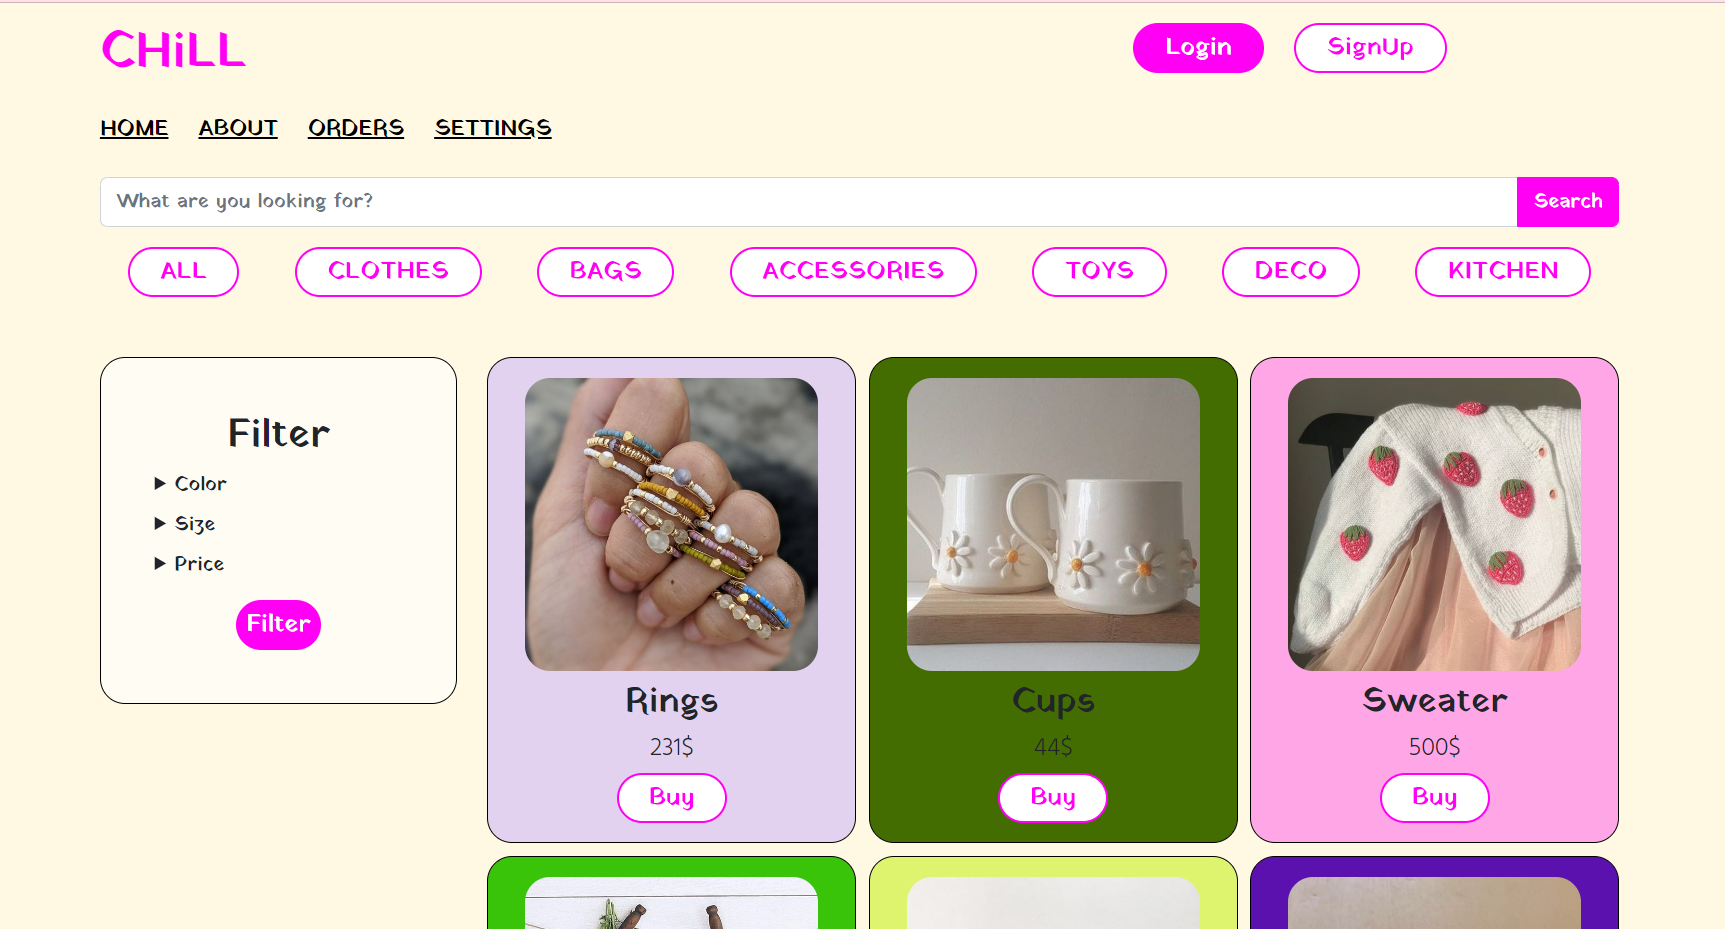 CHiLL
Login
SignUp
HOME ABOUT ORDERS SETTINGS
What are you looking for?
Search
ALL CLOTHES BAGS ACCESSORIES TOYS DECO KITCHEN
Filter
Color
Size
Price
Filter
Rings
231$
Buy
Cups
44$
Buy
Sweater
500$
Buy